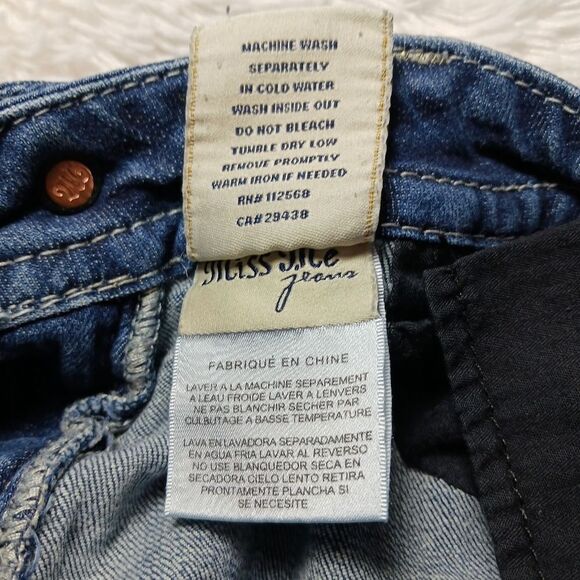 MACHINE WASH
SEPARATELY
IN COLD WATER
WASH INSIDE OUT
DO NOT BLEACH
TUMBLE DRY LOW
REMOVE PROMPTLY
WARM IRON IF NEEDED
RN# 112568
CA# 29438
Miss Me
jeans
FABRIQUÉ EN CHINE
LAVER A LA MACHINE SEPAREMENT
A LEAU FROIDE LAVER A LENVERS
NE PAS BLANCHIR SECHER PAR
CULBUTAGE A BASSE TEMPERATURE
LAVA EN LAVADORA SEPARADAMENTE
EN AQUA FRIA LAVAR AL REVERSO
NO USE BLANQUEDOR SECA EN
SECADORA CIELO LENTO RETIRA
PRONTAMENTE PLANCHA SI
SE NECESITE